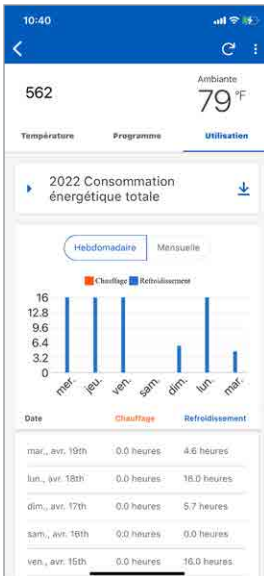 10:40
562
Ambiante
79 °F
Température Programme Utilisation
2022 Consommation
énergétique totale
Hebdomadaire Mensuelle
Chauffage Refroidissement
16
12.8
9.6
6.4
3.2
0
mer. jeu. ven. sam. dim. lun. mar.
Date Chauffage Refroidissement
mar., avr. 19th 0.0 heures 4.6 heures
lun., avr. 18th 0.0 heures 16.0 heures
dim., avr. 17th 0.0 heures 5.7 heures
sam., avr. 16th 0.0 heures 0.0 heures
ven., avr. 15th 0.0 heures 16.0 heures